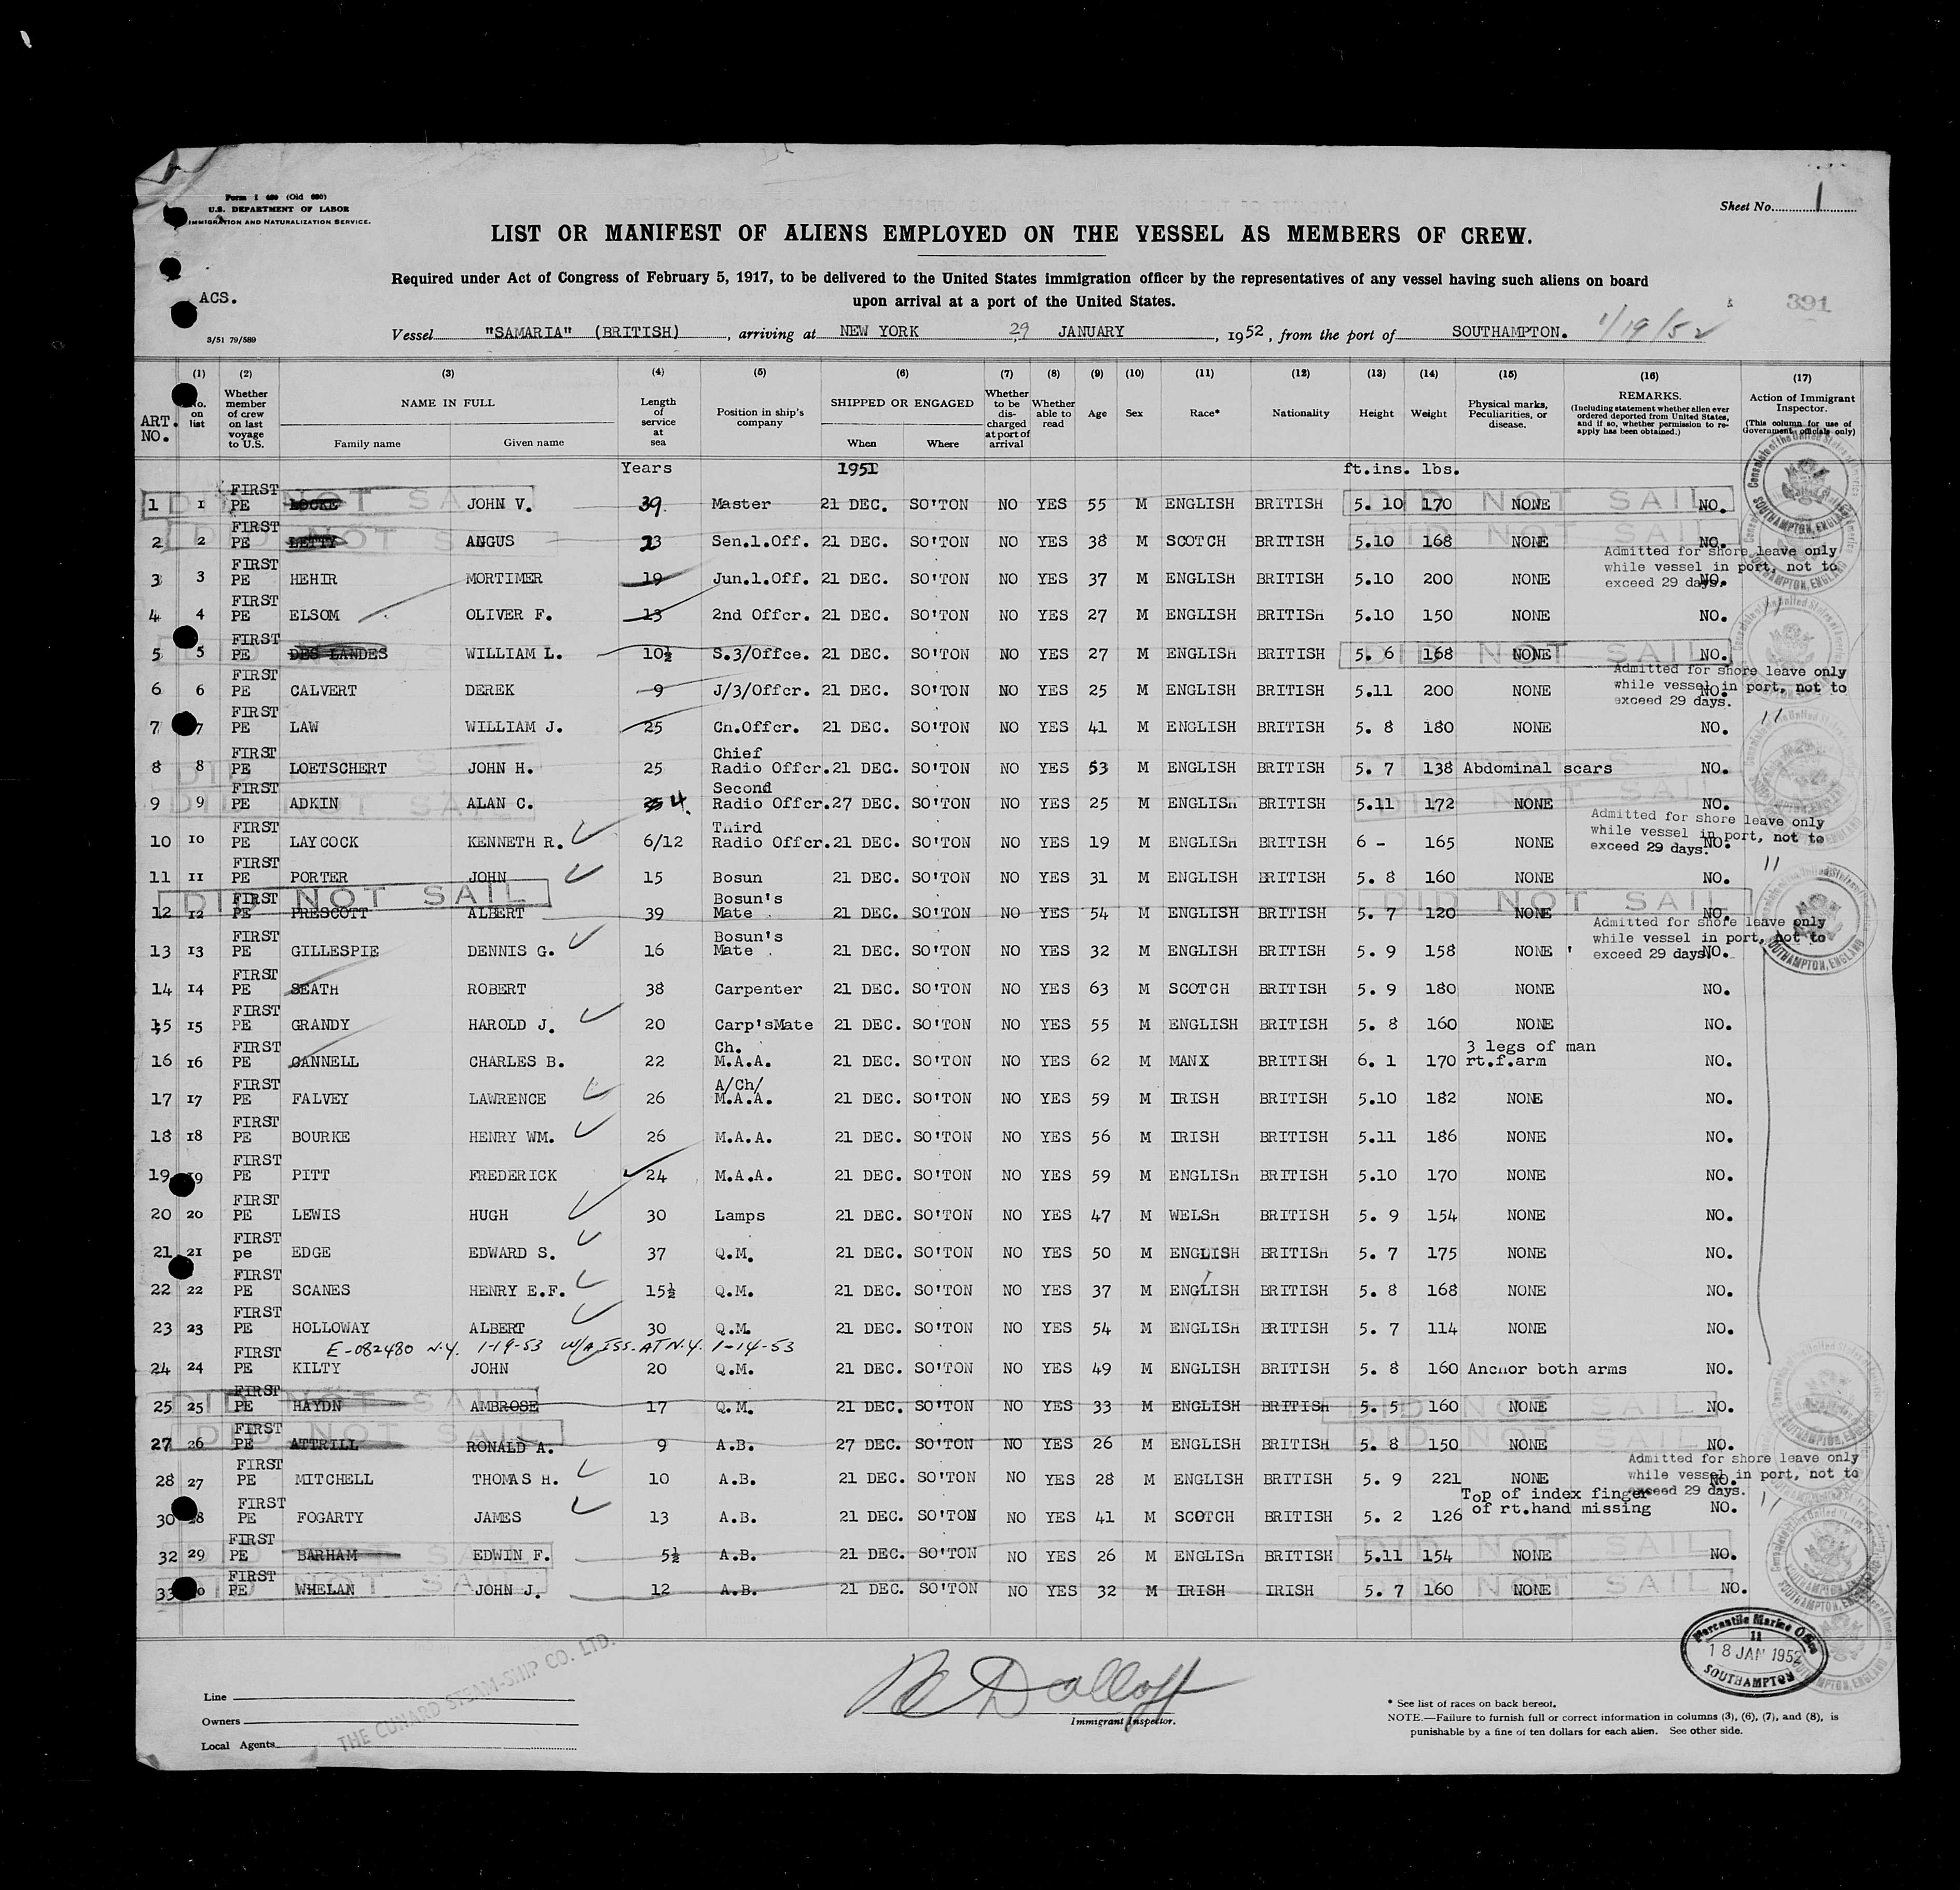 Form I 480 (Old 680)
U.S. DEPARTMENT OF LABOR
IMMIGRATION AND NATURALIZATION SERVICE.
Sheet No. 1
LIST OR MANIFEST OF ALIENS EMPLOYED ON THE VESSEL AS MEMBERS OF CREW.
Required under Act of Congress of February 5, 1917, to be delivered to the United States immigration officer by the representatives of any vessel having such aliens on board
upon arrival at a port of the United States.
ACS.
391
3/51 79/589
Vessel "SAMARIA" (BRITISH), arriving at NEW YORK 29 JANUARY, 1952, from the port of SOUTHAMPTON. 1/19/52
(1) (2) (3) (4) (5) (6) (7) (8) (9) (10) (11) (12) (13) (14) (15) (16) (17)
ART. NO. No. on list Whether member of crew on last voyage to U.S. NAME IN FULL Family name Given name Length of service at sea Position in ship's company SHIPPED OR ENGAGED When Where Whether to be discharged at port of arrival Whether able to read Age Sex Race* Nationality Height Weight Physical marks, Peculiarities, or disease. REMARKS. (Including statement whether alien ever ordered deported from United States, and if so, whether permission to re-apply has been obtained.) Action of Immigrant Inspector. (This column for use of Government officials only)
Years 1951 ft.ins. lbs.
1 1 FIRST PE LOCKE JOHN V. 39 Master 21 DEC. SO'TON NO YES 55 M ENGLISH BRITISH 5.10 170 NONE NO. DID NOT SAIL
2 2 FIRST PE ANGUS 23 Sen.1.Off. 21 DEC. SO'TON NO YES 38 M SCOTCH BRITISH 5.10 168 NONE NO. DID NOT SAIL
Admitted for shore leave only
while vessel in port, not to
exceed 29 days.
3 3 FIRST PE HEHIR MORTIMER 19 Jun.1.Off. 21 DEC. SO'TON NO YES 37 M ENGLISH BRITISH 5.10 200 NONE NO.
4 4 FIRST PE ELSOM OLIVER F. 13 2nd Offcr. 21 DEC. SO'TON NO YES 27 M ENGLISH BRITISH 5.10 150 NONE NO. 11
5 5 FIRST PE DES LANDES WILLIAM L. 10½ S.3/Offce. 21 DEC. SO'TON NO YES 27 M ENGLISH BRITISH 5. 6 168 NONE NO. DID NOT SAIL
Admitted for shore leave only
while vessel in port, not to
exceed 29 days.
6 6 FIRST PE CALVERT DEREK 9 J/3/Offcr. 21 DEC. SO'TON NO YES 25 M ENGLISH BRITISH 5.11 200 NONE NO.
7 7 FIRST PE LAW WILLIAM J. 25 Ch.Offcr. 21 DEC. SO'TON NO YES 41 M ENGLISH BRITISH 5. 8 180 NONE NO. 11
8 8 FIRST PE LOETSCHERT JOHN H. 25 Chief Radio Offcr. 21 DEC. SO'TON NO YES 53 M ENGLISH BRITISH 5. 7 138 Abdominal scars NO. DID NOT SAIL
9 9 FIRST PE ADKIN ALAN C. 4 Second Radio Offcr. 27 DEC. SO'TON NO YES 25 M ENGLISH BRITISH 5.11 172 NONE NO. DID NOT SAIL
Admitted for shore leave only
while vessel in port, not to
exceed 29 days.
10 10 FIRST PE LAYCOCK KENNETH R. 6/12 Third Radio Offcr. 21 DEC. SO'TON NO YES 19 M ENGLISH BRITISH 6 - 165 NONE NO.
11 11 FIRST PE PORTER JOHN 15 Bosun 21 DEC. SO'TON NO YES 31 M ENGLISH BRITISH 5. 8 160 NONE NO. 11
12 12 FIRST PE PRESCOTT ALBERT 39 Bosun's Mate 21 DEC. SO'TON NO YES 54 M ENGLISH BRITISH 5. 7 120 NONE NO. DID NOT SAIL
Admitted for shore leave only
while vessel in port, not to
exceed 29 days.
13 13 FIRST PE GILLESPIE DENNIS G. 16 Bosun's Mate 21 DEC. SO'TON NO YES 32 M ENGLISH BRITISH 5. 9 158 NONE NO.
14 14 FIRST PE SEATH ROBERT 38 Carpenter 21 DEC. SO'TON NO YES 63 M SCOTCH BRITISH 5. 9 180 NONE NO.
15 15 FIRST PE GRANDY HAROLD J. 20 Carp'sMate 21 DEC. SO'TON NO YES 55 M ENGLISH BRITISH 5. 8 160 NONE NO.
16 16 FIRST PE CANNELL CHARLES B. 22 Ch. M.A.A. 21 DEC. SO'TON NO YES 62 M MANX BRITISH 6. 1 170 3 legs of man rt.f.arm NO.
17 17 FIRST PE FALVEY LAWRENCE 26 A/Ch/ M.A.A. 21 DEC. SO'TON NO YES 59 M IRISH BRITISH 5.10 182 NONE NO.
18 18 FIRST PE BOURKE HENRY WM. 26 M.A.A. 21 DEC. SO'TON NO YES 56 M IRISH BRITISH 5.11 186 NONE NO.
19 19 FIRST PE PITT FREDERICK 24 M.A.A. 21 DEC. SO'TON NO YES 59 M ENGLISH BRITISH 5.10 170 NONE NO.
20 20 FIRST PE LEWIS HUGH 30 Lamps 21 DEC. SO'TON NO YES 47 M WELSH BRITISH 5. 9 154 NONE NO.
21 21 FIRST pe EDGE EDWARD S. 37 Q.M. 21 DEC. SO'TON NO YES 50 M ENGLISH BRITISH 5. 7 175 NONE NO.
22 22 FIRST PE SCANES HENRY E.F. 15½ Q.M. 21 DEC. SO'TON NO YES 37 M ENGLISH BRITISH 5. 8 168 NONE NO.
23 23 FIRST PE HOLLOWAY ALBERT 30 Q.M. 21 DEC. SO'TON NO YES 54 M ENGLISH BRITISH 5. 7 114 NONE NO.
E-082480 N.Y. 1-19-53 W/A ISS. AT N.Y. 1-14-53
24 24 FIRST PE KILTY JOHN 20 Q.M. 21 DEC. SO'TON NO YES 49 M ENGLISH BRITISH 5. 8 160 Anchor both arms NO.
25 25 FIRST PE HAYDN AMBROSE 17 Q.M. 21 DEC. SO'TON NO YES 33 M ENGLISH BRITISH 5. 5 160 NONE NO. DID NOT SAIL
27 26 FIRST PE ATTRILL RONALD A. 9 A.B. 27 DEC. SO'TON NO YES 26 M ENGLISH BRITISH 5. 8 150 NONE NO. DID NOT SAIL
Admitted for shore leave only
while vessel in port, not to
exceed 29 days.
28 27 FIRST PE MITCHELL THOMAS H. 10 A.B. 21 DEC. SO'TON NO YES 28 M ENGLISH BRITISH 5. 9 221 NONE NO.
30 28 FIRST PE FOGARTY JAMES 13 A.B. 21 DEC. SO'TON NO YES 41 M SCOTCH BRITISH 5. 2 126 Top of index finger of rt.hand missing NO. 11
32 29 FIRST PE BARHAM EDWIN F. 5½ A.B. 21 DEC. SO'TON NO YES 26 M ENGLISH BRITISH 5.11 154 NONE NO. DID NOT SAIL
33 30 FIRST PE WHELAN JOHN J. 12 A.B. 21 DEC. SO'TON NO YES 32 M IRISH IRISH 5. 7 160 NONE NO. DID NOT SAIL
Mercantile Marine Office
11
18 JAN 1952
SOUTHAMPTON
Line
Owners
Local Agents
THE CUNARD STEAM-SHIP CO. LTD.
Immigrant Inspector.
* See list of races on back hereof.
NOTE.—Failure to furnish full or correct information in columns (3), (6), (7), and (8), is
punishable by a fine of ten dollars for each alien. See other side.